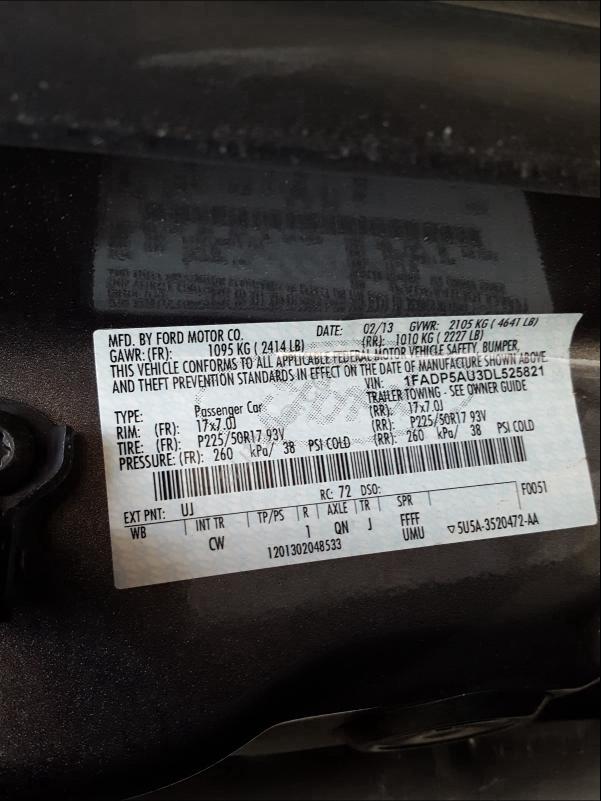 MFD. BY FORD MOTOR CO. DATE: 02/13 GVWR: 2105 KG ( 4641 LB)
GAWR:(FR): 1095 KG ( 2414 LB) (RR): 1010 KG ( 2227 LB)
THIS VEHICLE CONFORMS TO ALL APPLICABLE FEDERAL MOTOR VEHICLE SAFETY, BUMPER,
AND THEFT PREVENTION STANDARDS IN EFFECT ON THE DATE OF MANUFACTURE SHOWN ABOVE.
VIN: 1FADP5AU3DL525821
TYPE: Passenger Car TRAILER TOWING - SEE OWNER GUIDE
RIM: (FR): 17x7.0J (RR): 17x7.0J
TIRE: (FR): P225/50R17 93V (RR): P225/50R17 93V
PRESSURE: (FR): 260 kPa/ 38 PSI COLD (RR): 260 kPa/ 38 PSI COLD
EXT PNT: UJ RC: 72 DSO: F0051
WB INT TR TP/PS R AXLE TR SPR
CW 1 QN J FFFF
1201302048533 UMU ▽5U5A-3520472-AA